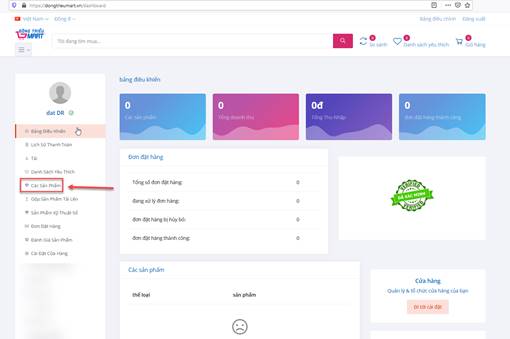 https://dongtrieumart.vn/dashboard
Việt Nam Đồng đ Bảng điều chỉnh Đăng xuất
ĐÔNG TRIỀU
MART
Tôi đang tìm mua... 0 So sánh 0 Danh sách yêu thích 0 Giỏ hàng
bảng điều khiển
dat DR
Bảng Điều Khiển
Lịch Sử Thanh Toán
Tải
Danh Sách Yêu Thích
Các Sản Phẩm
Gộp Sản Phẩm Tải Lên
Sản Phẩm Kỹ Thuật Số
Đơn Đặt Hàng
Đánh Giá Sản Phẩm
Cài Đặt Cửa Hàng
0
Các sản phẩm
0
Tổng doanh thu
0đ
Tổng Thu Nhập
0
đơn đặt hàng thành công
Đơn đặt hàng
Tổng số đơn đặt hàng: 0
đang xử lý đơn hàng: 0
đơn đặt hàng bị hủy bỏ: 0
đơn đặt hàng thành công: 0
VERIFIED
ĐÃ XÁC MINH
Các sản phẩm
thể loại sản phẩm
Cửa hàng
Quản lý & tổ chức cửa hàng của bạn
Đi tới cài đặt